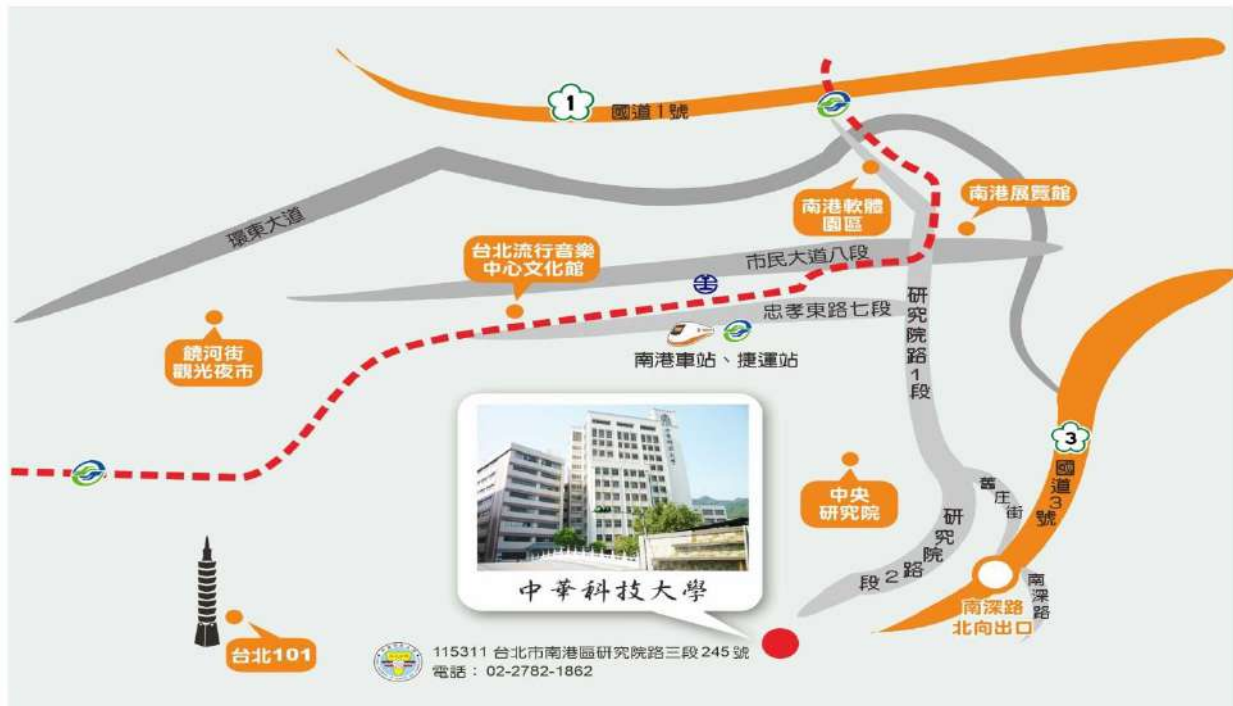 1
國道1號
環東大道
南港軟體
園區
南港展覽館
台北流行音樂
中心文化館
市民大道八段
忠孝東路七段
研究院路1段
饒河街
觀光夜市
南港車站、捷運站
3
國道3號
舊庄街
中央
研究院
研究院路2段
南深路
南深路
北向出口
中華科技大學
台北101
115311 台北市南港區研究院路三段245號
電話: 02-2782-1862